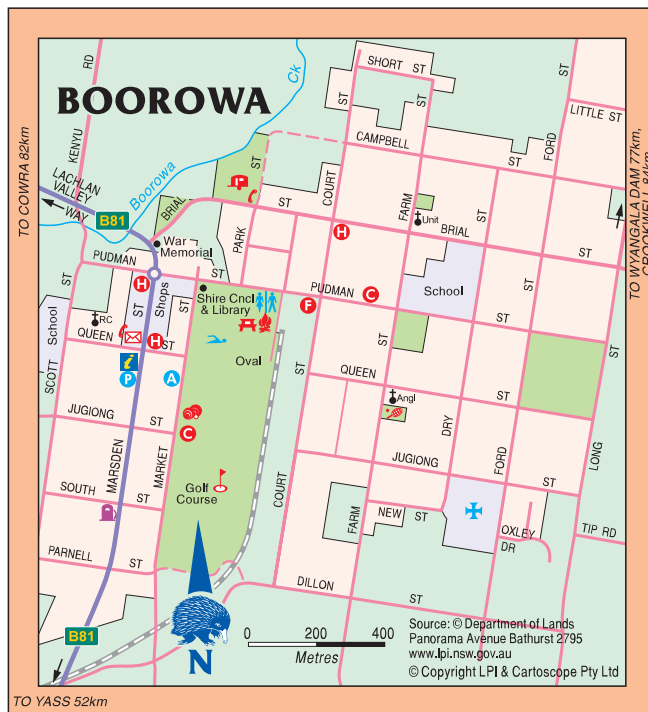 BOOROWA
TO COWRA 82km
TO WYANGALA DAM 77km,
CROOKWELL 84km
TO YASS 52km
KENYU
RD
Ck
Boorowa
SHORT
ST
ST
ST
LITTLE ST
CAMPBELL
FORD
LACHLAN
VALLEY
WAY
B81
BRIAL
ST
ST
COURT
FARM
Unit
BRIAL
ST
PARK
H
War
Memorial
PUDMAN
ST
H
ST
Shops
Shire Cncl
& Library
PUDMAN
F
C
School
ST
School
ST
RC
QUEEN
ST
H
i
P
A
Oval
ST
QUEEN
ST
SCOTT
JUGIONG
ST
C
Angl
DRY
JUGIONG
ST
FORD
LONG
MARSDEN
MARKET
SOUTH
ST
Golf
Course
COURT
FARM
NEW
ST
OXLEY
DR
TIP RD
PARNELL
ST
DILLON
ST
B81
N
0 200 400
Metres
Source: © Department of Lands
Panorama Avenue Bathurst 2795
www.lpi.nsw.gov.au
© Copyright LPI & Cartoscope Pty Ltd